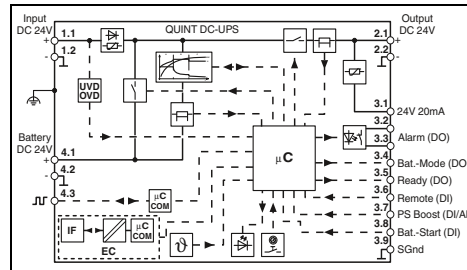 Input
DC 24V
QUINT DC-UPS
Output
DC 24V
1.1
+
1.2
-
2.1
+
2.2
-
UVD
OVD
3.1
24V 20mA
3.2
3.3
Alarm (DO)
Battery
DC 24V
4.1
+
4.2
-
4.3
µC
3.4
Bat.-Mode (DO)
3.5
Ready (DO)
3.6
Remote (DI)
3.7
PS Boost (DI/AI
3.8
Bat.-Start (DI)
3.9
SGnd
µC
COM
IF
µC
COM
EC
ϑ